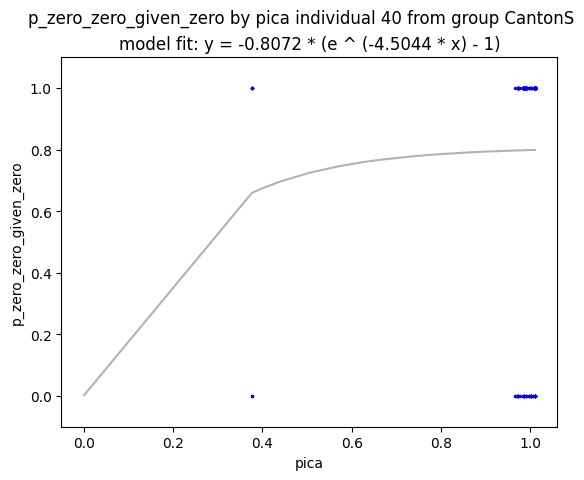 p_zero_zero_given_zero by pica individual 40 from group CantonS
model fit: y = -0.8072 * (e ^ (-4.5044 * x) - 1)
1.0
0.8
0.6
0.4
0.2
0.0
p_zero_zero_given_zero
0.0 0.2 0.4 0.6 0.8 1.0
pica